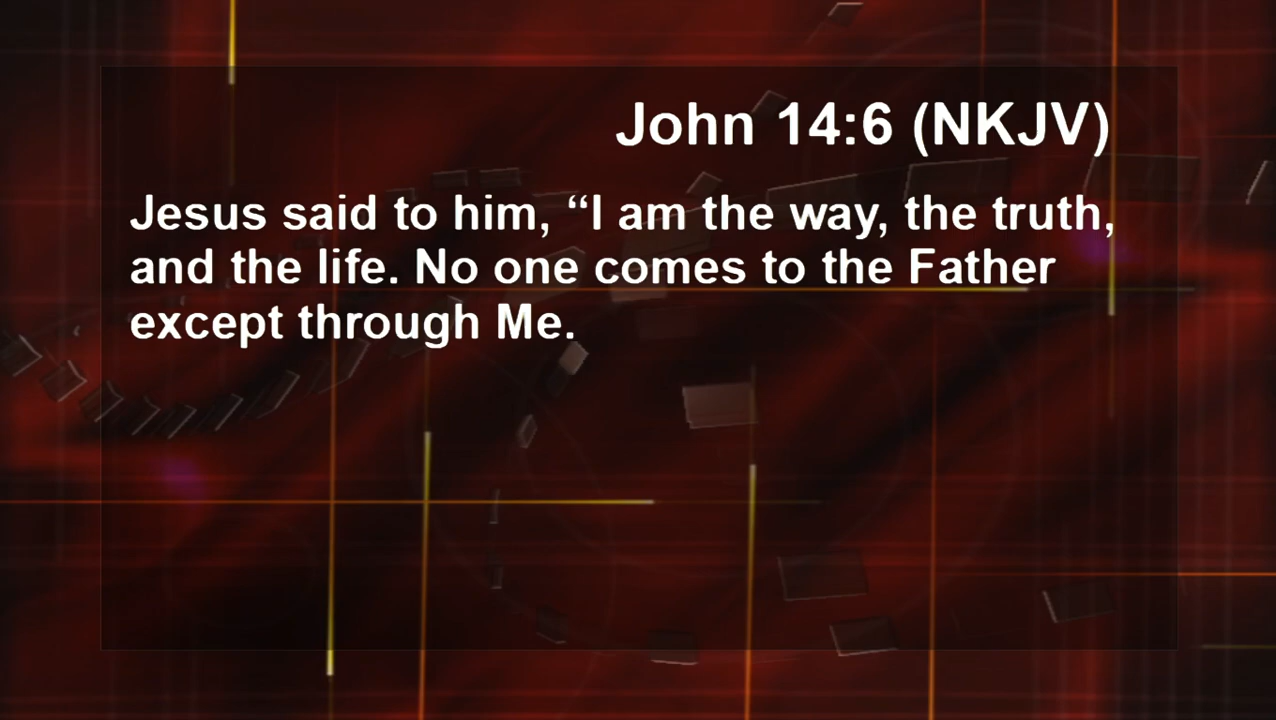 John 14:6 (NKJV)
Jesus said to him, “I am the way, the truth,
and the life. No one comes to the Father
except through Me.